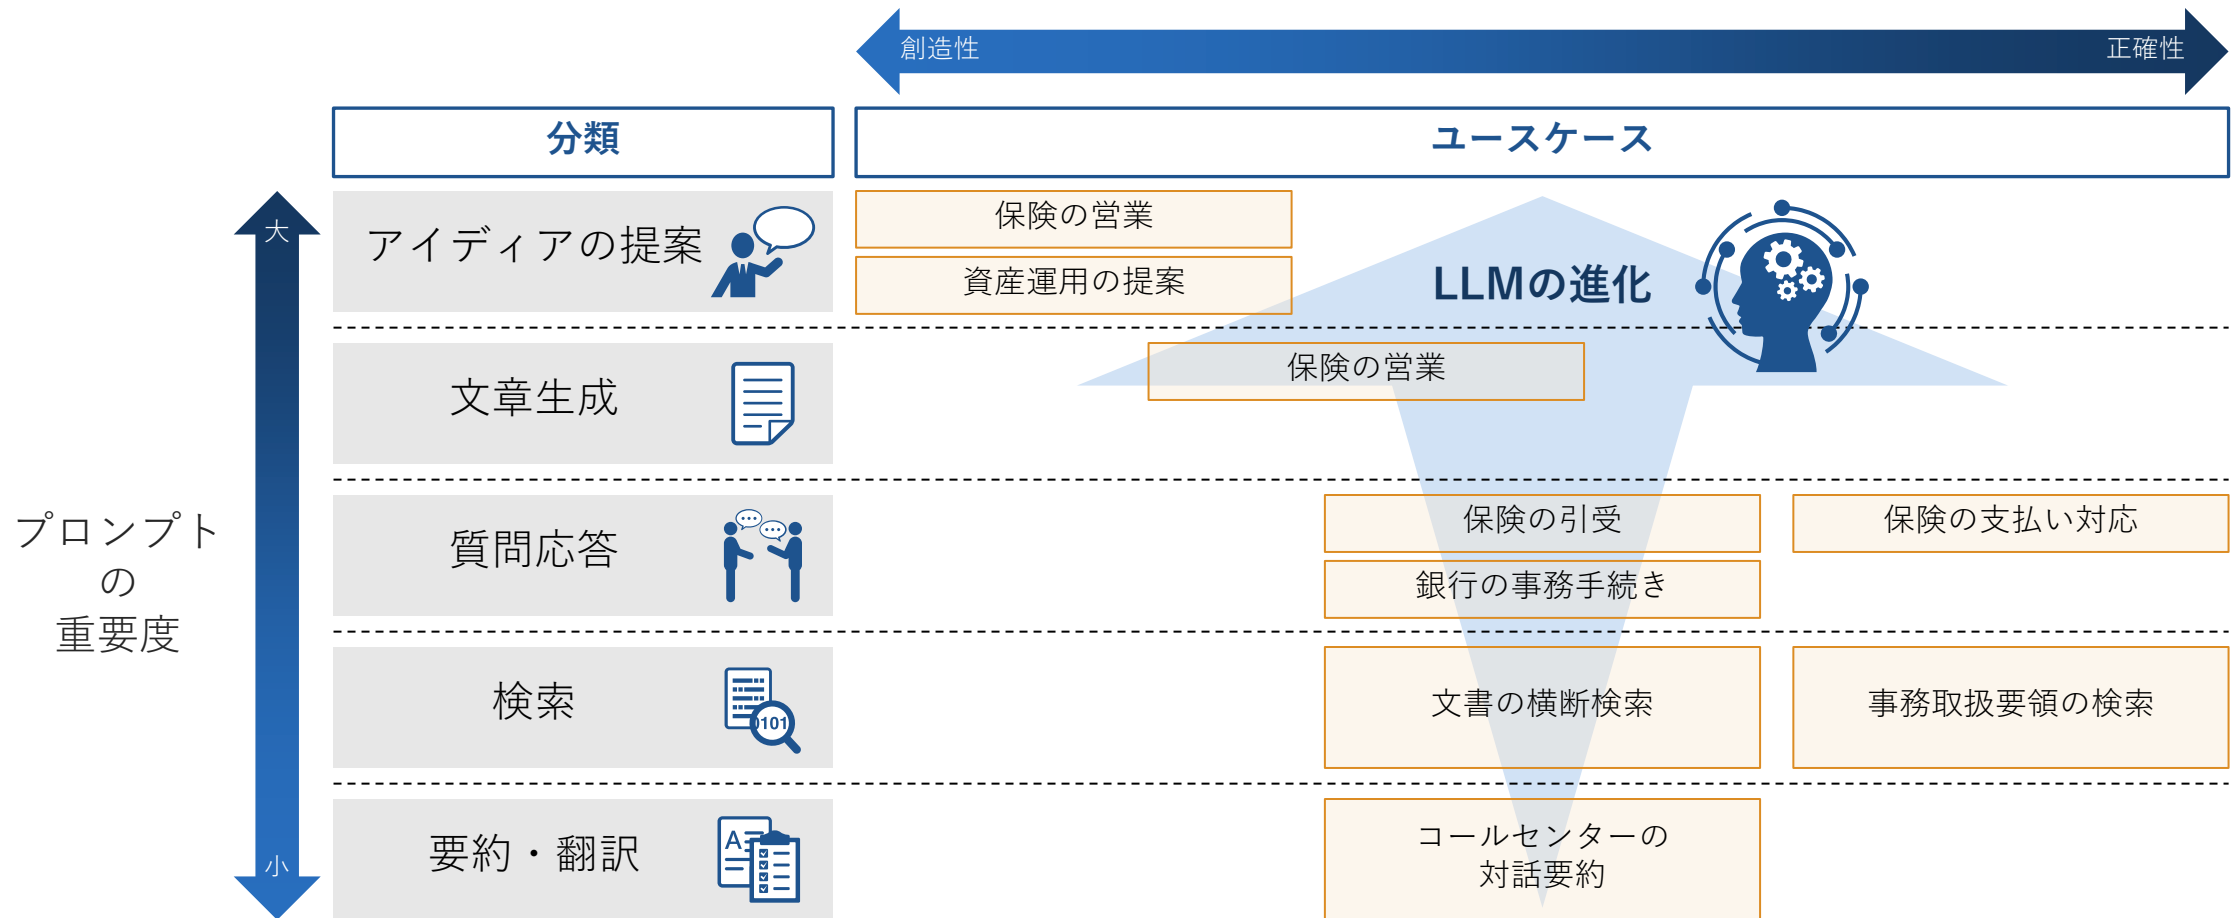 創造性
正確性
分類
ユースケース
大
アイディアの提案
保険の営業
資産運用の提案
LLMの進化
文章生成
保険の営業
プロンプト
の
重要度
質問応答
保険の引受
保険の支払い対応
銀行の事務手続き
検索
0101
文書の横断検索
事務取扱要領の検索
小
要約・翻訳
A
コールセンターの
対話要約